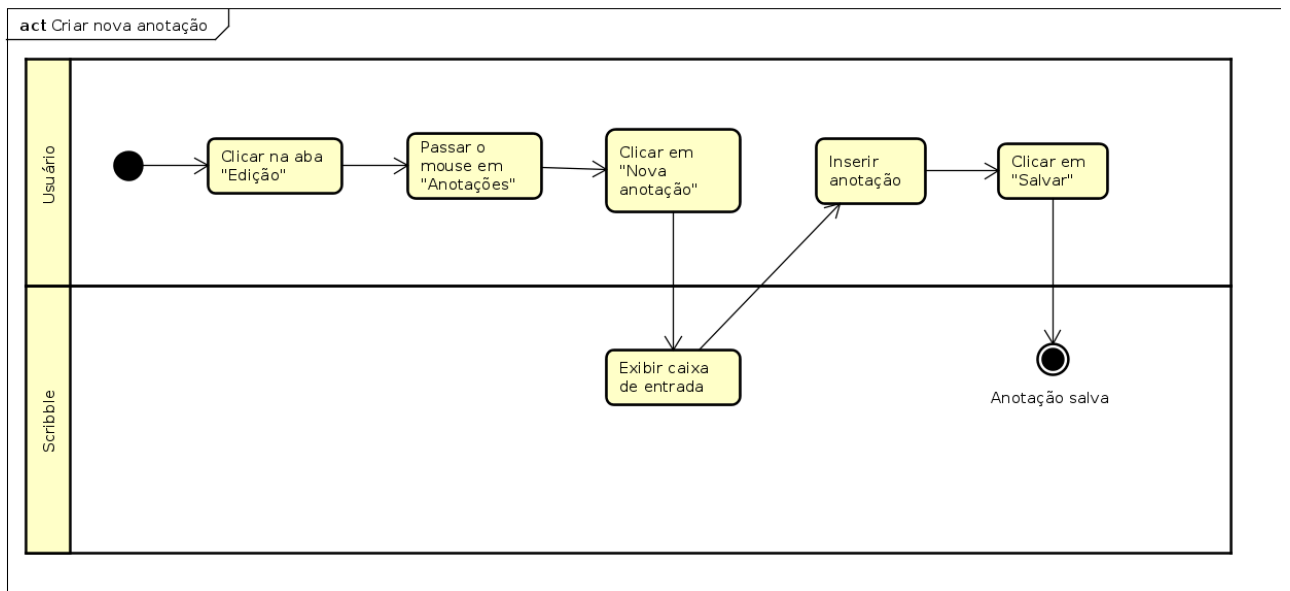 act Criar nova anotação
Usuário
Clicar na aba
"Edição"
Passar o
mouse em
"Anotações"
Clicar em
"Nova
anotação"
Inserir
anotação
Clicar em
"Salvar"
Scribble
Exibir caixa
de entrada
Anotação salva